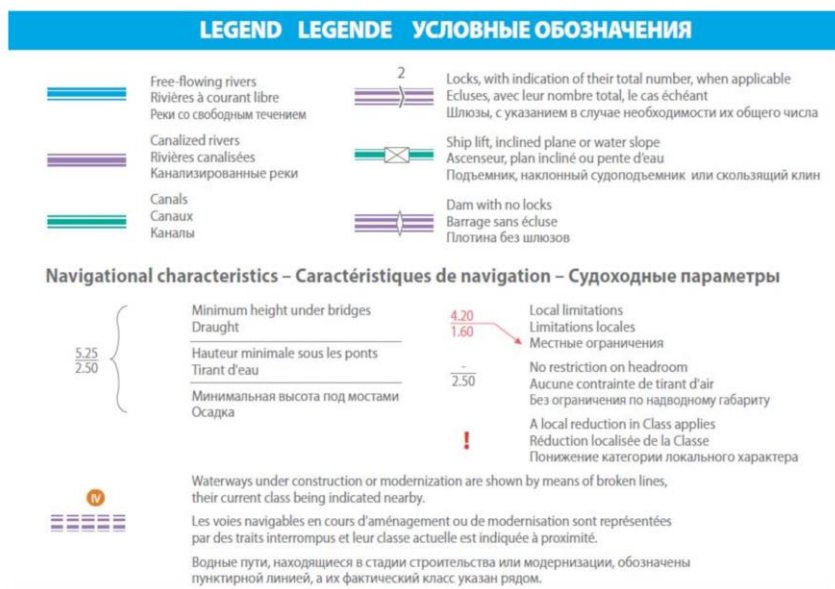 LEGEND LEGENDE УСЛОВНЫЕ ОБОЗНАЧЕНИЯ
Free-flowing rivers
Rivières à courant libre
Реки со свободным течением
2
Locks, with indication of their total number, when applicable
Ecluses, avec leur nombre total, le cas échéant
Шлюзы, с указанием в случае необходимости их общего числа
Canalized rivers
Rivières canalisées
Канализированные реки
Ship lift, inclined plane or water slope
Ascenseur, plan incliné ou pente d'eau
Подъемник, наклонный судоподъемник или скользящий клин
Canals
Canaux
Каналы
Dam with no locks
Barrage sans écluse
Плотина без шлюзов
Navigational characteristics – Caractéristiques de navigation – Судоходные параметры
5.25
2.50
Minimum height under bridges
Draught
Hauteur minimale sous les ponts
Tirant d'eau
Минимальная высота под мостами
Осадка
4.20
1.60
Local limitations
Limitations locales
Местные ограничения
-
2.50
No restriction on headroom
Aucune contrainte de tirant d'air
Без ограничения по надводному габариту
!
A local reduction in Class applies
Réduction localisée de la Classe
Понижение категории локального характера
IV
Waterways under construction or modernization are shown by means of broken lines,
their current class being indicated nearby.
Les voies navigables en cours d'aménagement ou de modernisation sont représentées
par des traits interrompus et leur classe actuelle est indiquée à proximité.
Водные пути, находящиеся в стадии строительства или модернизации, обозначены
пунктирной линией, а их фактический класс указан рядом.